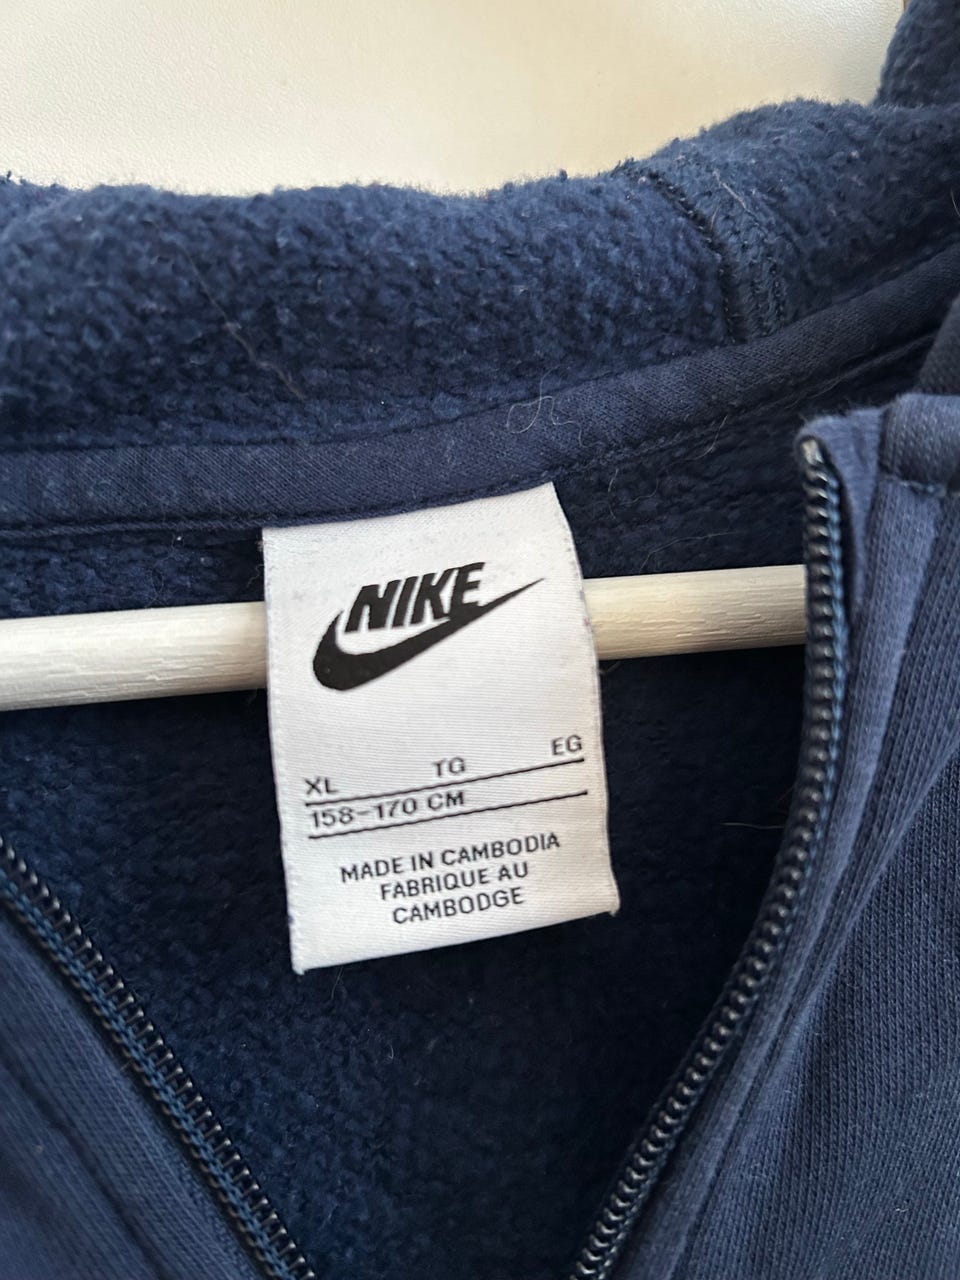 NIKE
XL TG EG
158-170 CM
MADE IN CAMBODIA
FABRIQUE AU
CAMBODGE